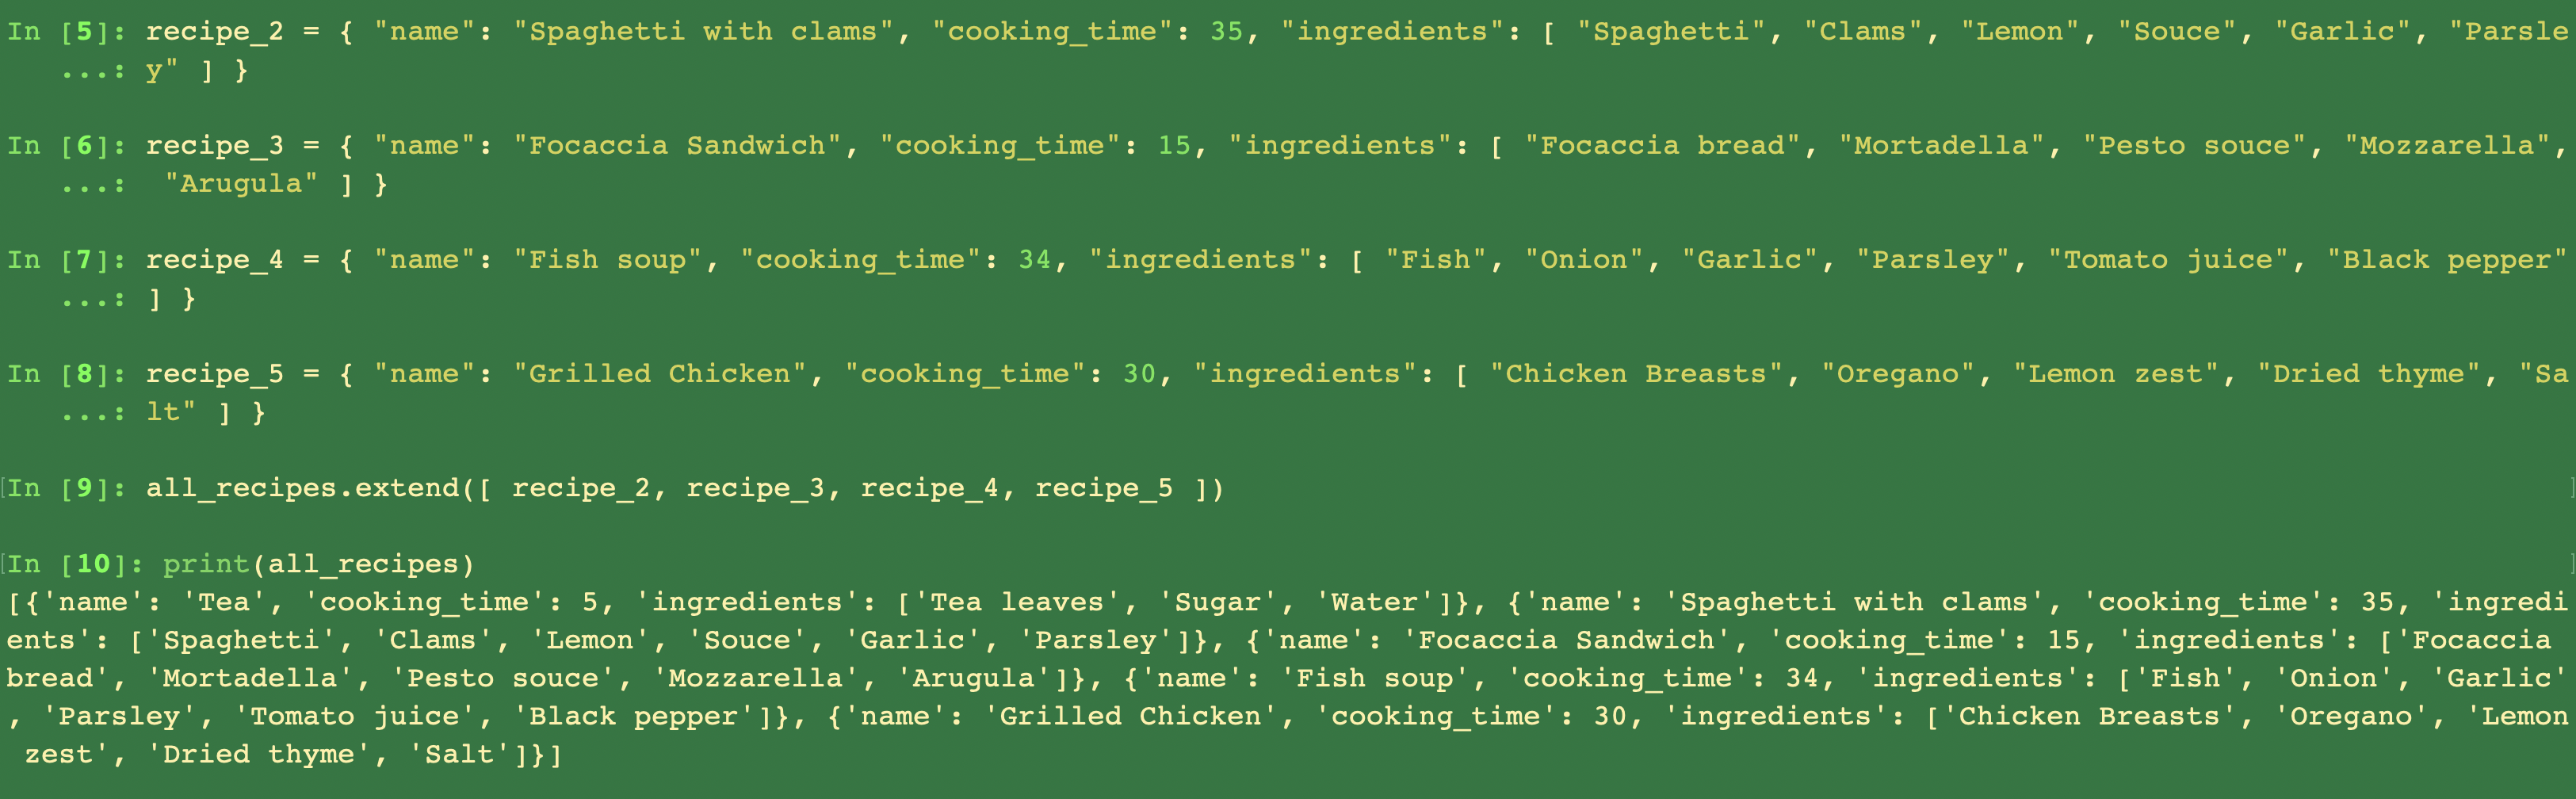 In [5]: recipe_2 = { "name": "Spaghetti with clams", "cooking_time": 35, "ingredients": [ "Spaghetti", "Clams", "Lemon", "Souce", "Garlic", "Parsle
   ...: y" ] }
In [6]: recipe_3 = { "name": "Focaccia Sandwich", "cooking_time": 15, "ingredients": [ "Focaccia bread", "Mortadella", "Pesto souce", "Mozzarella",
   ...:  "Arugula" ] }
In [7]: recipe_4 = { "name": "Fish soup", "cooking_time": 34, "ingredients": [ "Fish", "Onion", "Garlic", "Parsley", "Tomato juice", "Black pepper"
   ...: ] }
In [8]: recipe_5 = { "name": "Grilled Chicken", "cooking_time": 30, "ingredients": [ "Chicken Breasts", "Oregano", "Lemon zest", "Dried thyme", "Sa
   ...: lt" ] }
[In [9]: all_recipes.extend([ recipe_2, recipe_3, recipe_4, recipe_5 ]) ]
[In [10]: print(all_recipes) ]
[{'name': 'Tea', 'cooking_time': 5, 'ingredients': ['Tea leaves', 'Sugar', 'Water']}, {'name': 'Spaghetti with clams', 'cooking_time': 35, 'ingredi
ents': ['Spaghetti', 'Clams', 'Lemon', 'Souce', 'Garlic', 'Parsley']}, {'name': 'Focaccia Sandwich', 'cooking_time': 15, 'ingredients': ['Focaccia
bread', 'Mortadella', 'Pesto souce', 'Mozzarella', 'Arugula']}, {'name': 'Fish soup', 'cooking_time': 34, 'ingredients': ['Fish', 'Onion', 'Garlic'
, 'Parsley', 'Tomato juice', 'Black pepper']}, {'name': 'Grilled Chicken', 'cooking_time': 30, 'ingredients': ['Chicken Breasts', 'Oregano', 'Lemon
 zest', 'Dried thyme', 'Salt']}]